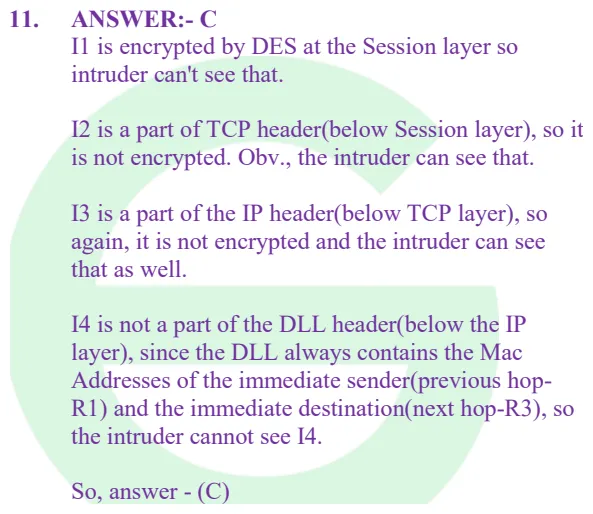 11. ANSWER:- C
I1 is encrypted by DES at the Session layer so
intruder can't see that.
I2 is a part of TCP header(below Session layer), so it
is not encrypted. Obv., the intruder can see that.
I3 is a part of the IP header(below TCP layer), so
again, it is not encrypted and the intruder can see
that as well.
I4 is not a part of the DLL header(below the IP
layer), since the DLL always contains the Mac
Addresses of the immediate sender(previous hop-
R1) and the immediate destination(next hop-R3), so
the intruder cannot see I4.
So, answer - (C)